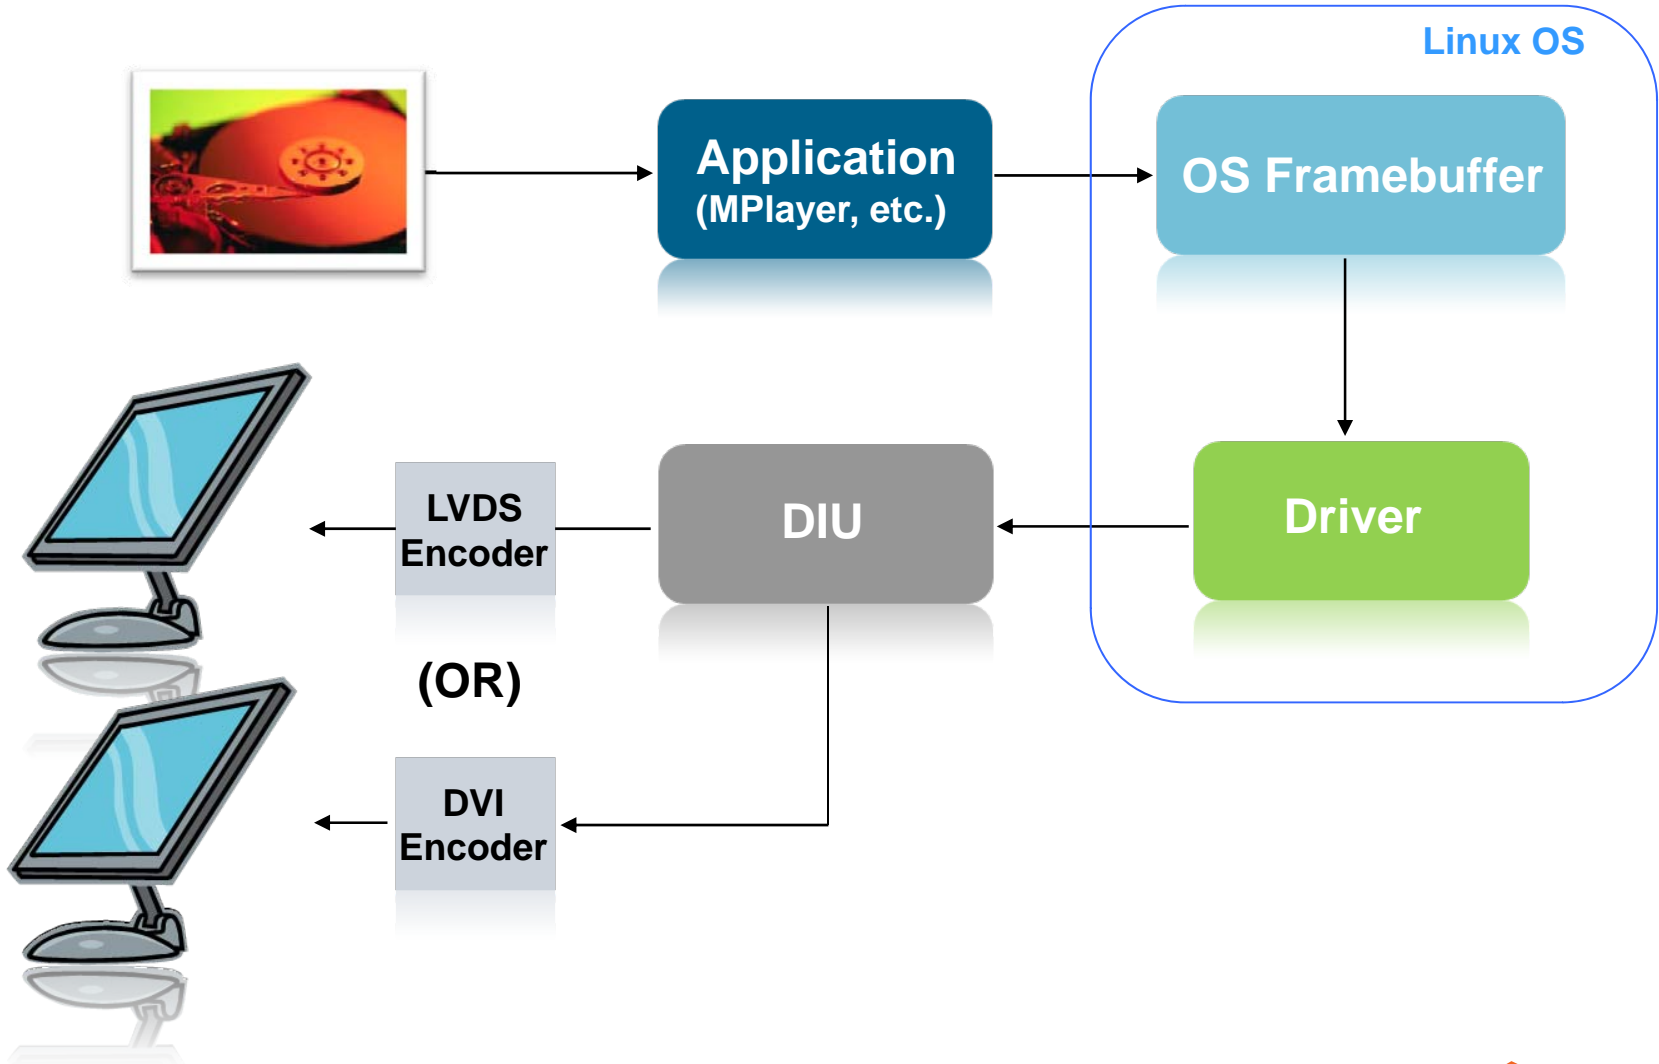 Linux OS
Application
(MPlayer, etc.)
OS Framebuffer
LVDS
Encoder
DIU
Driver
(OR)
DVI
Encoder